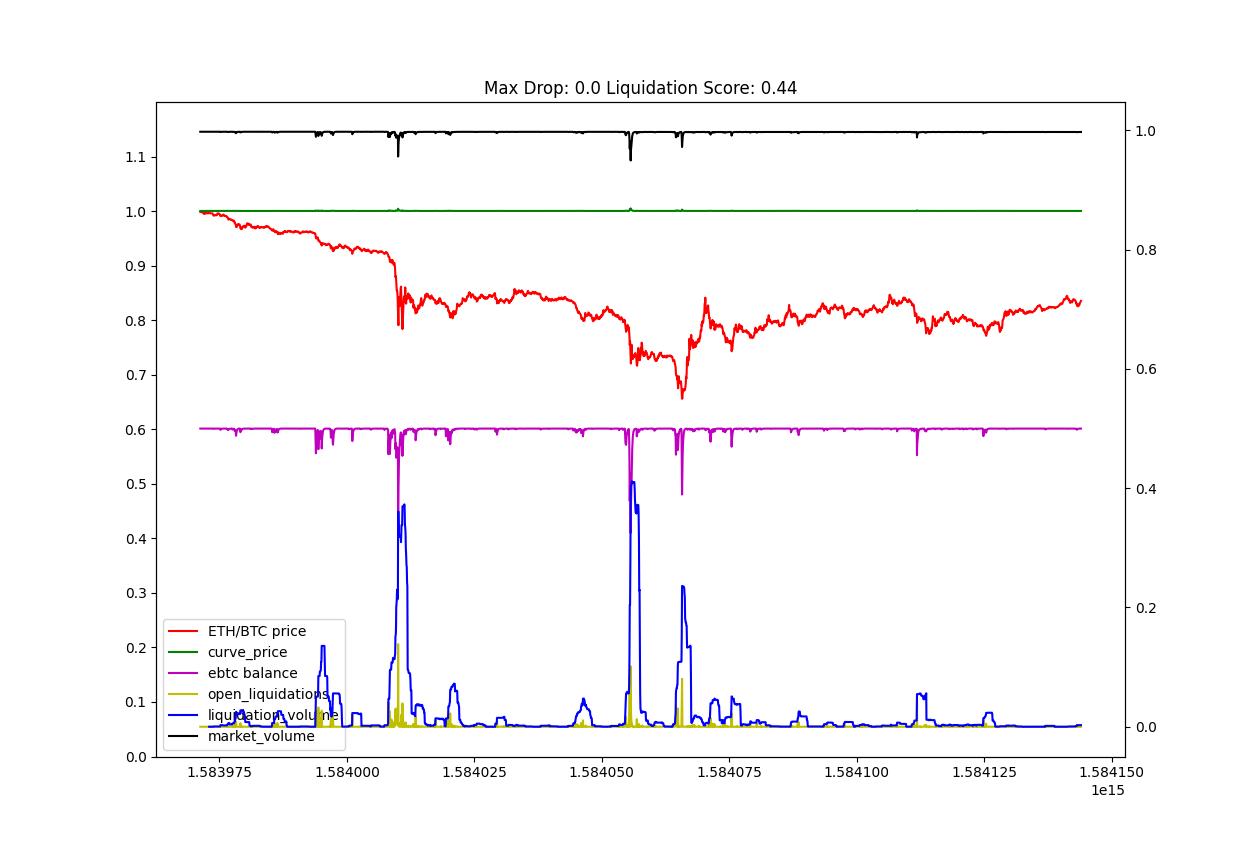 Max Drop: 0.0 Liquidation Score: 0.44
1.1
1.0
0.9
0.8
0.7
0.6
0.5
0.4
0.3
0.2
0.1
0.0
1.0
0.8
0.6
0.4
0.2
0.0
ETH/BTC price
curve_price
ebtc balance
open_liquidations
liquidation_volume
market_volume
1.583975 1.584000 1.584025 1.584050 1.584075 1.584100 1.584125 1.584150
1e15